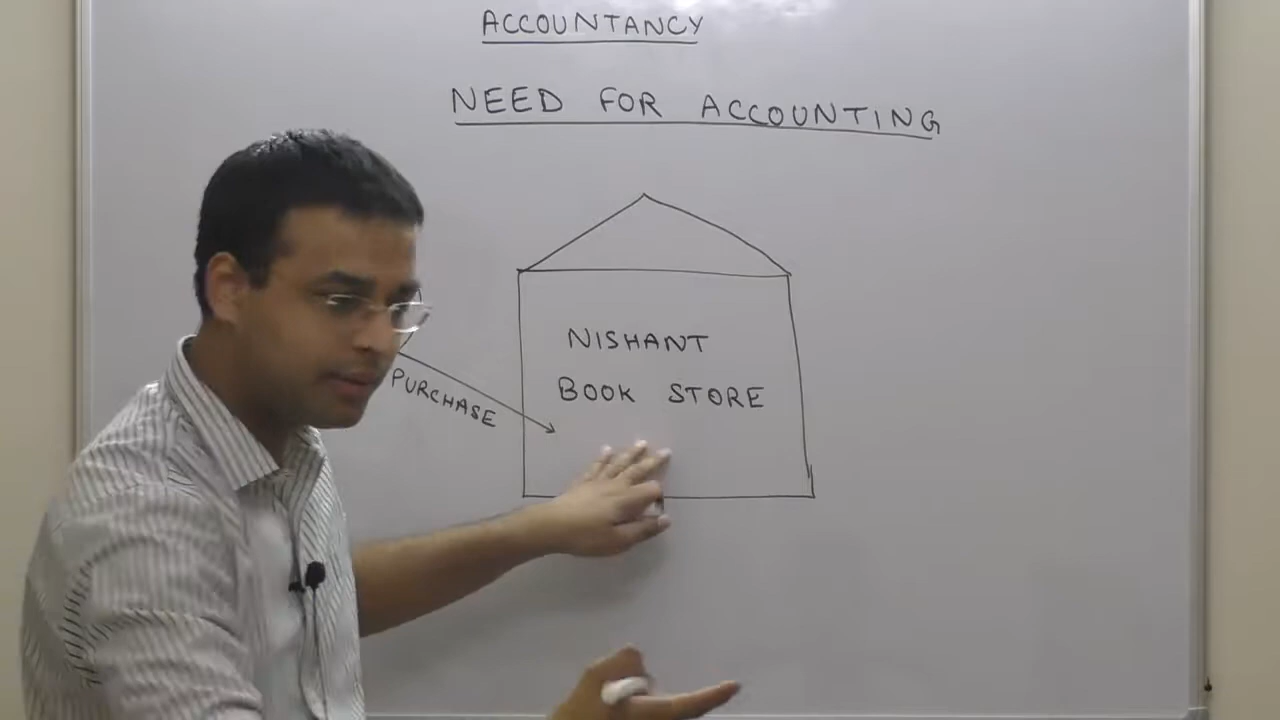 ACCOUNTANCY
NEED FOR ACCOUNTING
NISHANT
BOOK STORE
PURCHASE